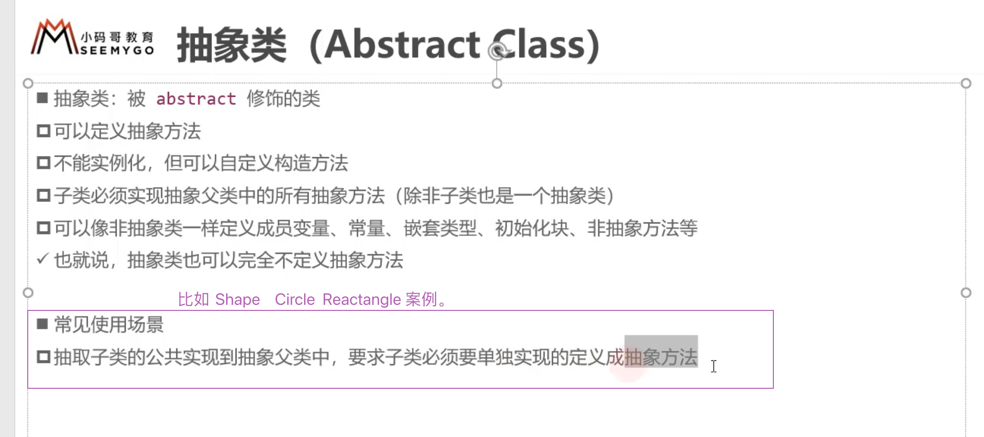 小码哥教育
SEEMYGO
抽象类（Abstract Class）
抽象类：被 abstract 修饰的类
可以定义抽象方法
不能实例化，但可以自定义构造方法
子类必须实现抽象父类中的所有抽象方法（除非子类也是一个抽象类）
可以像非抽象类一样定义成员变量、常量、嵌套类型、初始化块、非抽象方法等
也就说，抽象类也可以完全不定义抽象方法
比如 Shape Circle Reactangle 案例。
常见使用场景
抽取子类的公共实现到抽象父类中，要求子类必须要单独实现的定义成抽象方法